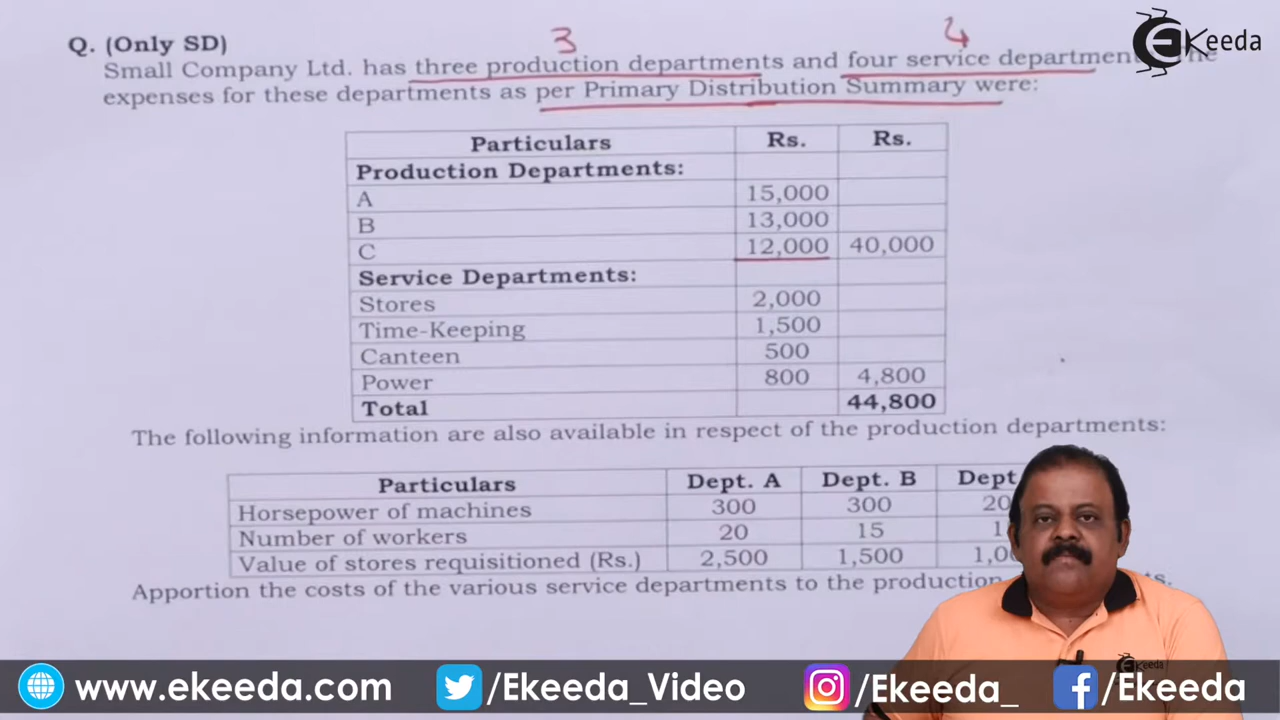 3 4
Ekeeda
Q. (Only SD)
Small Company Ltd. has three production departments and four service
expenses for these departments as per Primary Distribution Summary were:
Particulars Rs. Rs.
Production Departments:
A 15,000
B 13,000
C 12,000 40,000
Service Departments:
Stores 2,000
Time-Keeping 1,500
Canteen 500
Power 800 4,800
Total 44,800
The following information are also available in respect of the production departments:
Particulars Dept. A Dept. B Dept
Horsepower of machines 300 300
Number of workers 20 15
Value of stores requisitioned (Rs.) 2,500 1,500
Apportion the costs of the various service departments to the production
Ekeeda
www.ekeeda.com /Ekeeda_Video /Ekeeda_ /Ekeeda